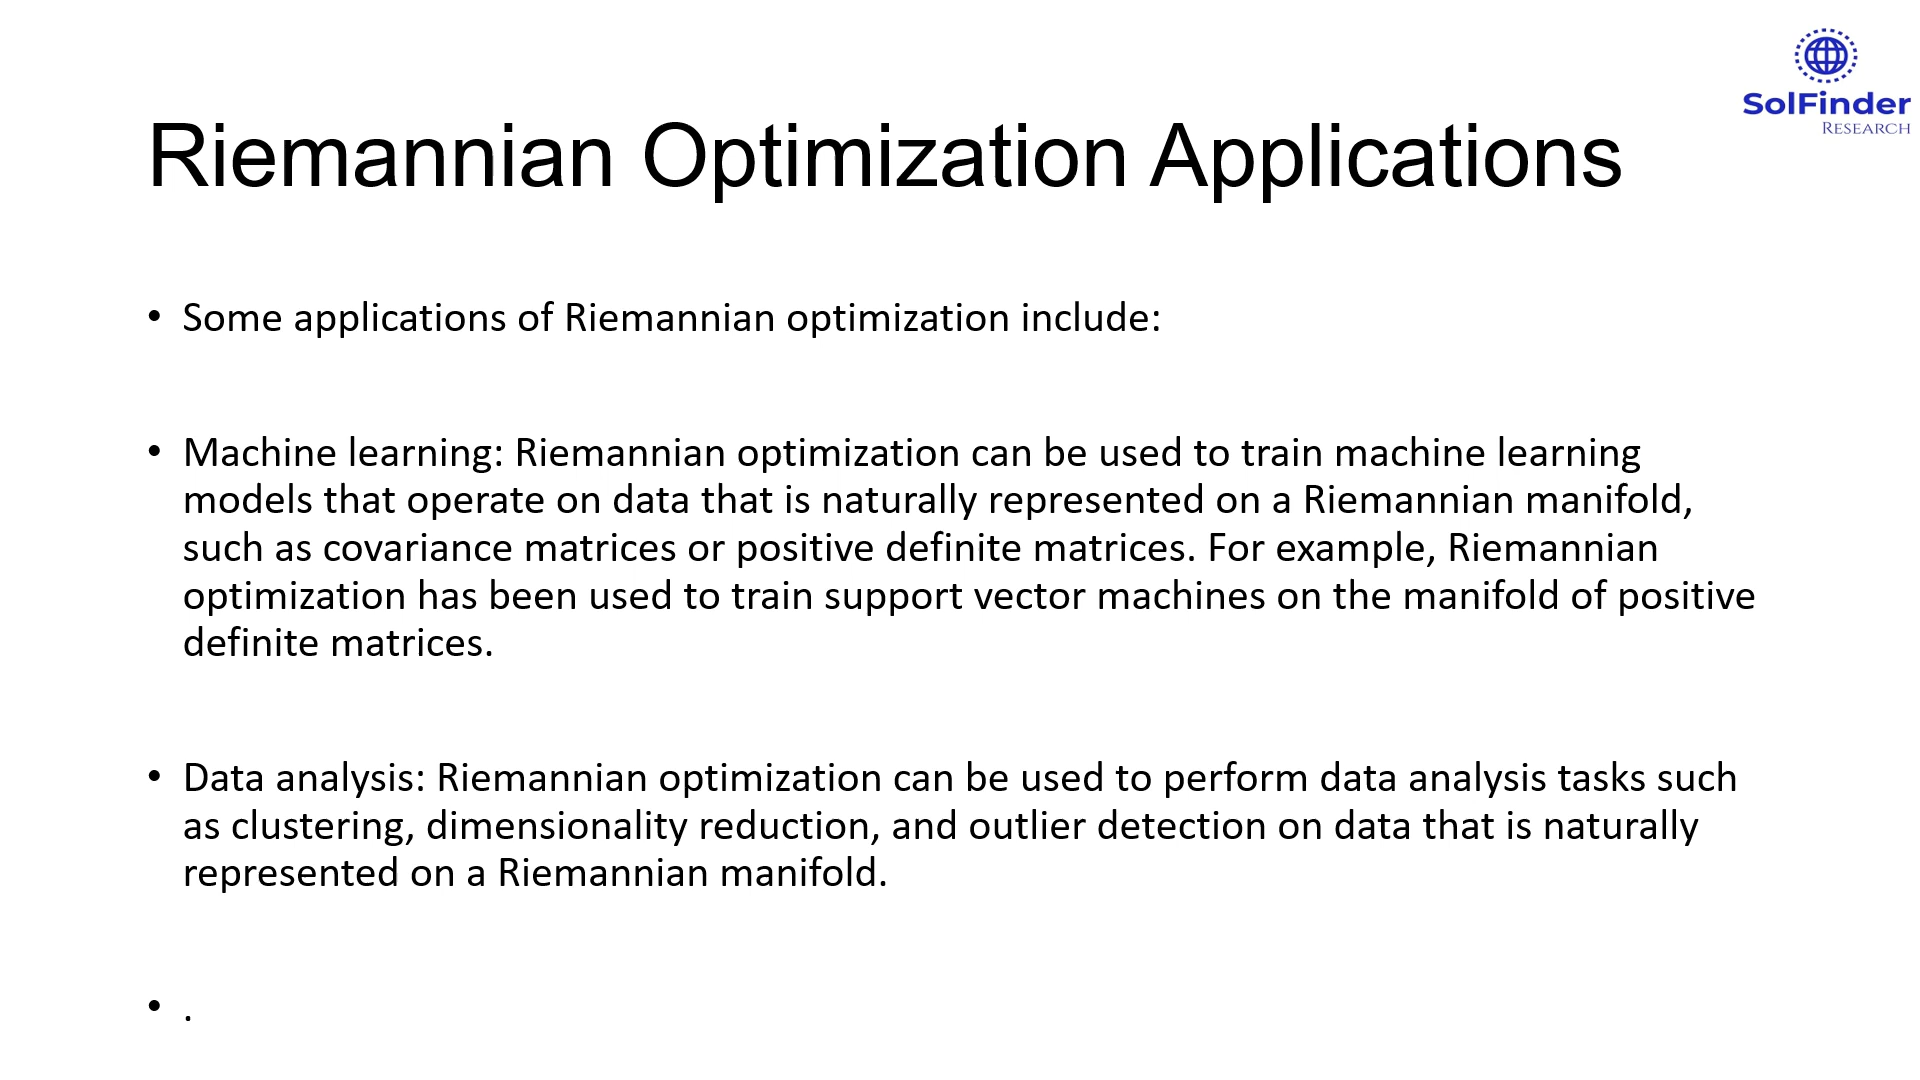 SolFinder
RESEARCH
Riemannian Optimization Applications
• Some applications of Riemannian optimization include:
• Machine learning: Riemannian optimization can be used to train machine learning
models that operate on data that is naturally represented on a Riemannian manifold,
such as covariance matrices or positive definite matrices. For example, Riemannian
optimization has been used to train support vector machines on the manifold of positive
definite matrices.
• Data analysis: Riemannian optimization can be used to perform data analysis tasks such
as clustering, dimensionality reduction, and outlier detection on data that is naturally
represented on a Riemannian manifold.
• .